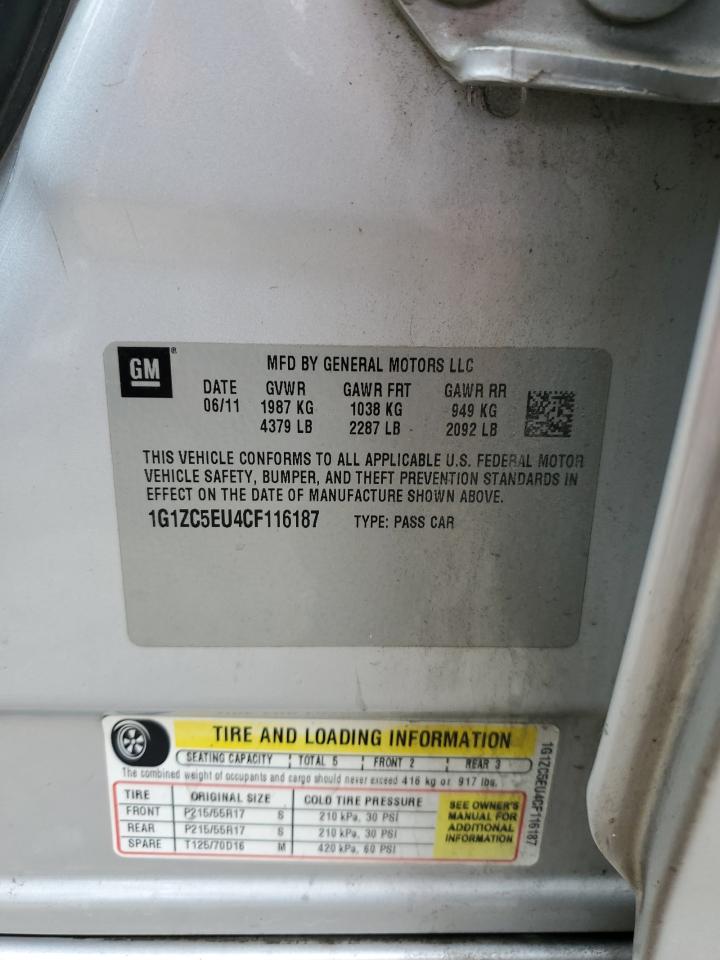 GM ® MFD BY GENERAL MOTORS LLC
DATE GVWR GAWR FRT GAWR RR
06/11 1987 KG 1038 KG 949 KG
4379 LB 2287 LB 2092 LB
THIS VEHICLE CONFORMS TO ALL APPLICABLE U.S. FEDERAL MOTOR
VEHICLE SAFETY, BUMPER, AND THEFT PREVENTION STANDARDS IN
EFFECT ON THE DATE OF MANUFACTURE SHOWN ABOVE.
1G1ZC5EU4CF116187 TYPE: PASS CAR
TIRE AND LOADING INFORMATION
SEATING CAPACITY TOTAL 5 FRONT 2 REAR 3
The combined weight of occupants and cargo should never exceed 416 kg or 917 lbs.
TIRE ORIGINAL SIZE COLD TIRE PRESSURE
FRONT P215/55R17 S 210 kPa, 30 PSI
REAR P215/55R17 S 210 kPa, 30 PSI
SPARE T125/70D16 M 420 kPa, 60 PSI
SEE OWNER'S
MANUAL FOR
ADDITIONAL
INFORMATION
1G1ZC5EU4CF116187